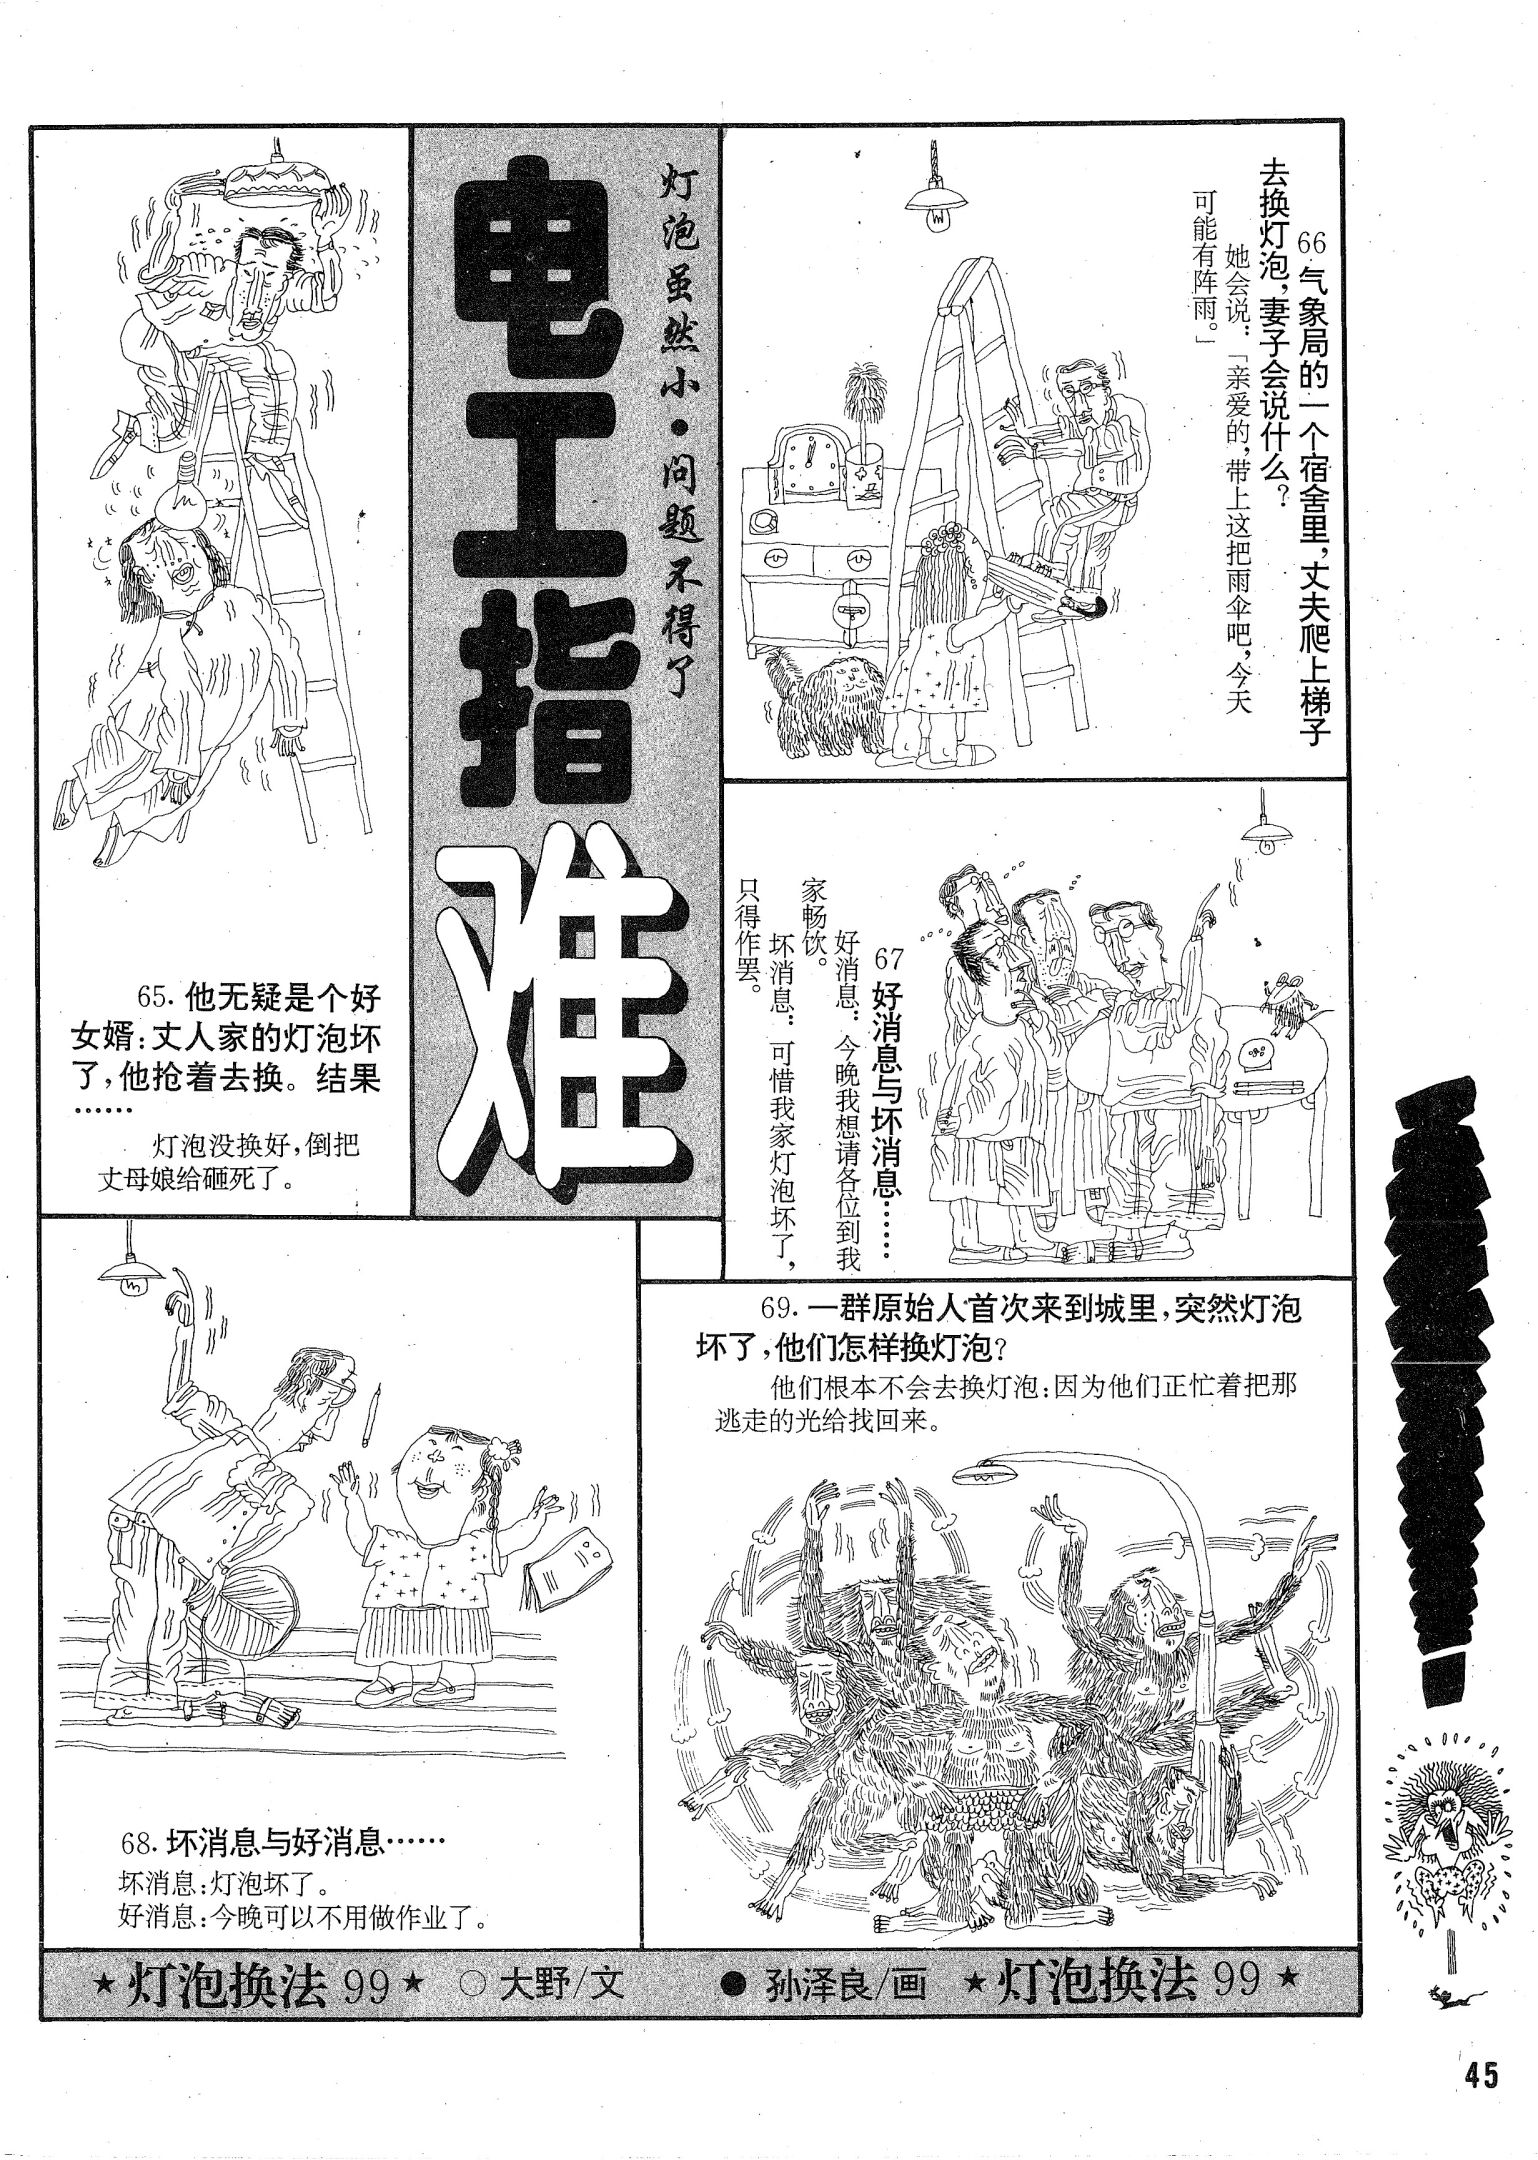 电工指难
灯泡虽然小·问题不得了
65. 他无疑是个好
女婿:丈人家的灯泡坏
了,他抢着去换。结果
……
灯泡没换好,倒把
丈母娘给砸死了。
66 气象局的一个宿舍里,丈夫爬上梯子
去换灯泡,妻子会说什么?
她会说:「亲爱的,带上这把雨伞吧,今天
可能有阵雨。」
67 好消息与坏消息……
好消息:今晚我想请各位到我
家畅饮。
坏消息:可惜我家灯泡坏了,
只得作罢。
68. 坏消息与好消息……
坏消息:灯泡坏了。
好消息:今晚可以不用做作业了。
69. 一群原始人首次来到城里,突然灯泡
坏了,他们怎样换灯泡?
他们根本不会去换灯泡:因为他们正忙着把那
逃走的光给找回来。
★灯泡换法99★ ○大野/文 ●孙泽良/画 ★灯泡换法99★
45